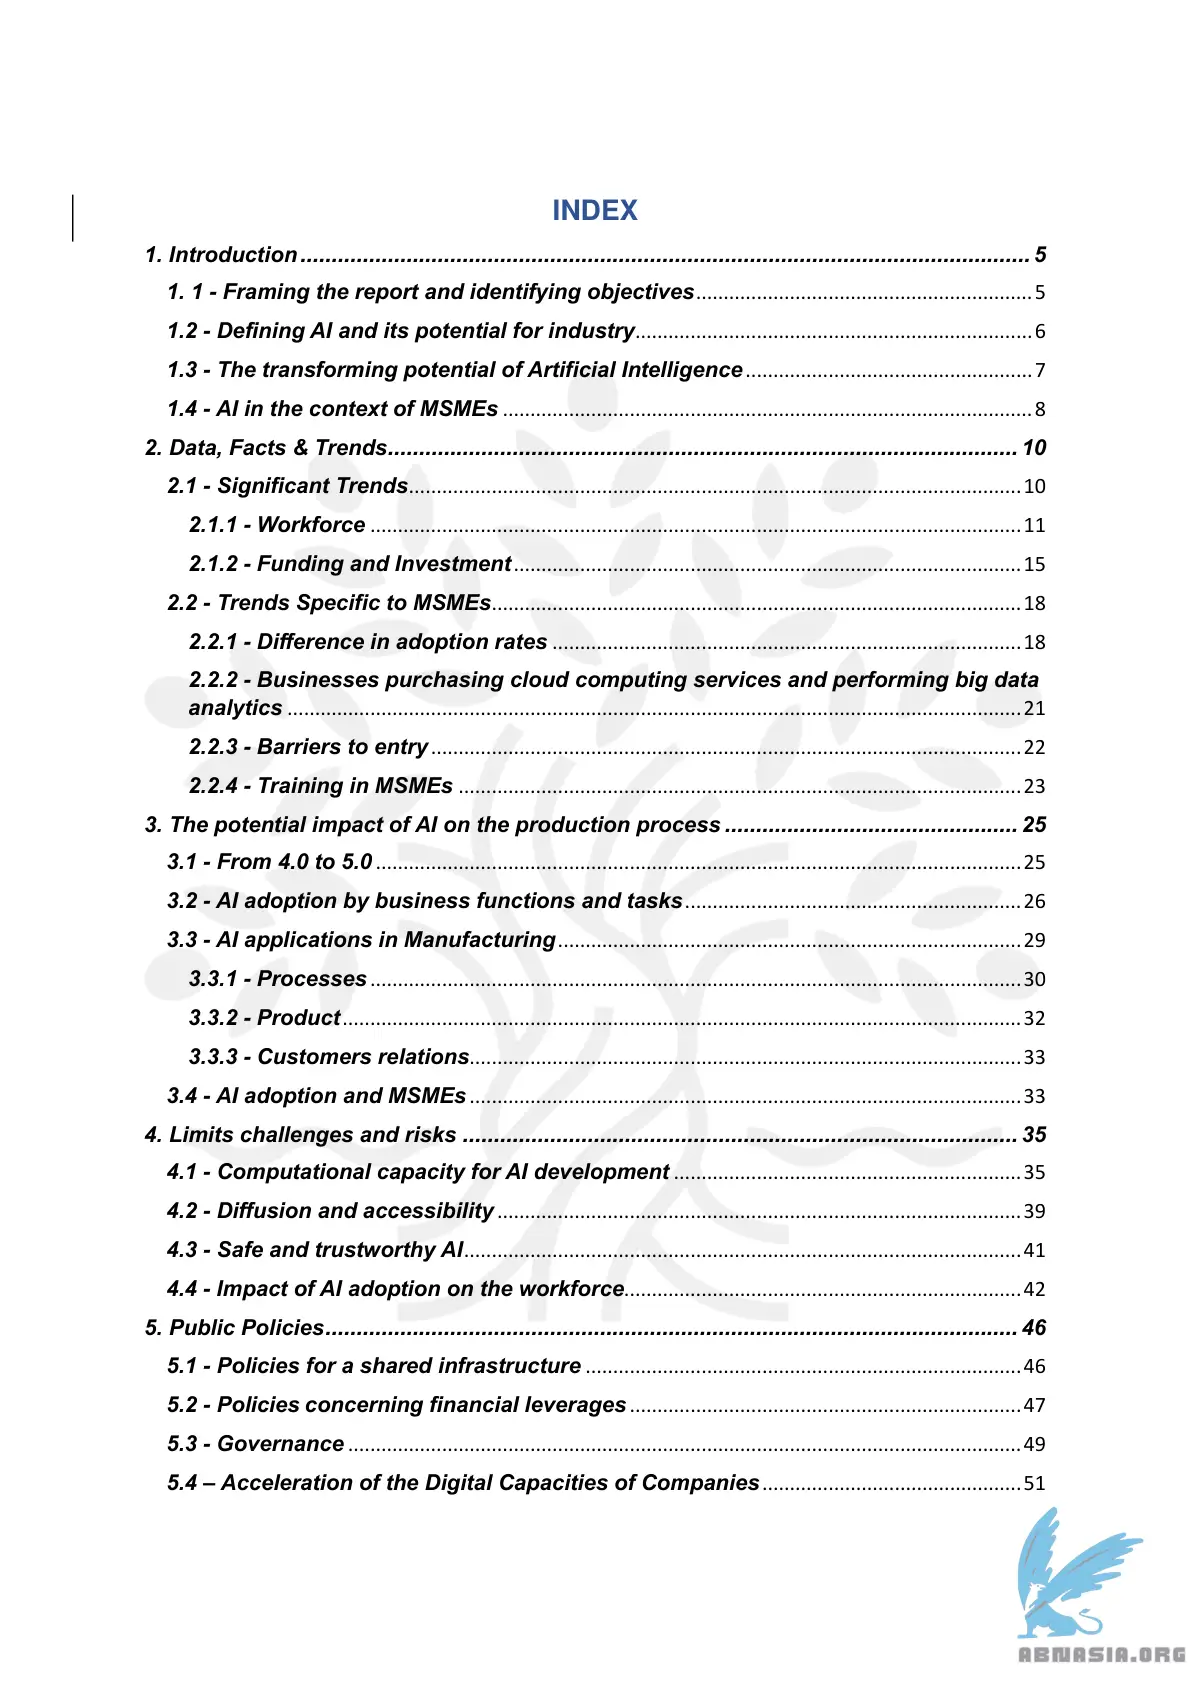 INDEX
1. Introduction ........................................................................................................................ 5
1. 1 - Framing the report and identifying objectives ............................................................. 5
1.2 - Defining AI and its potential for industry ........................................................................ 6
1.3 - The transforming potential of Artificial Intelligence .................................................... 7
1.4 - AI in the context of MSMEs ................................................................................................ 8
2. Data, Facts & Trends ..................................................................................................... 10
2.1 - Significant Trends ............................................................................................................... 10
2.1.1 - Workforce ...................................................................................................................... 11
2.1.2 - Funding and Investment ............................................................................................ 15
2.2 - Trends Specific to MSMEs ................................................................................................ 18
2.2.1 - Difference in adoption rates ..................................................................................... 18
2.2.2 - Businesses purchasing cloud computing services and performing big data
analytics ..................................................................................................................................... 21
2.2.3 - Barriers to entry ........................................................................................................... 22
2.2.4 - Training in MSMEs ...................................................................................................... 23
3. The potential impact of AI on the production process ............................................... 25
3.1 - From 4.0 to 5.0 ..................................................................................................................... 25
3.2 - AI adoption by business functions and tasks ............................................................. 26
3.3 - AI applications in Manufacturing .................................................................................... 29
3.3.1 - Processes ...................................................................................................................... 30
3.3.2 - Product ........................................................................................................................... 32
3.3.3 - Customers relations .................................................................................................... 33
3.4 - AI adoption and MSMEs .................................................................................................... 33
4. Limits challenges and risks ......................................................................................... 35
4.1 - Computational capacity for AI development ............................................................... 35
4.2 - Diffusion and accessibility ............................................................................................... 39
4.3 - Safe and trustworthy AI ..................................................................................................... 41
4.4 - Impact of AI adoption on the workforce ........................................................................ 42
5. Public Policies ............................................................................................................... 46
5.1 - Policies for a shared infrastructure ............................................................................... 46
5.2 - Policies concerning financial leverages ....................................................................... 47
5.3 - Governance .......................................................................................................................... 49
5.4 – Acceleration of the Digital Capacities of Companies ............................................... 51
ABNASIA.ORG